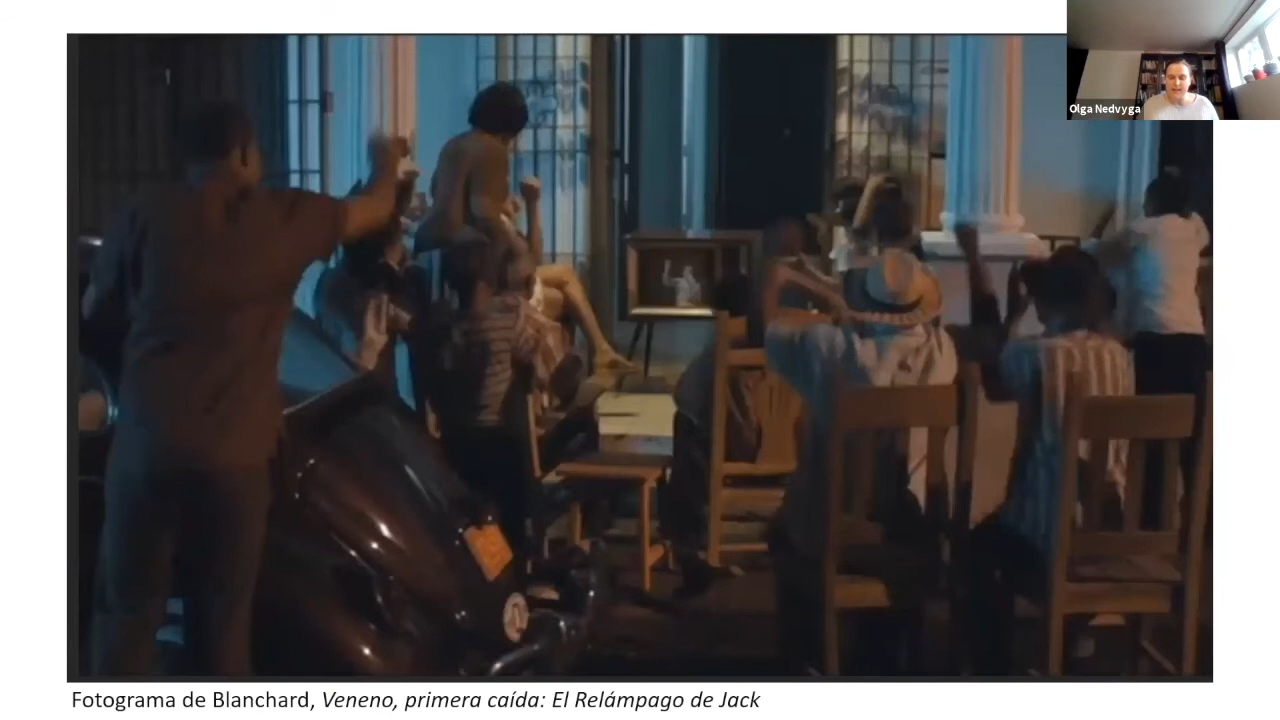 Olga Nedvyga
Fotograma de Blanchard, Veneno, primera caída: El Relámpago de Jack